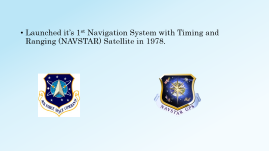 • Launched it's 1st Navigation System with Timing and
Ranging (NAVSTAR) Satellite in 1978.
NAVSTAR GPS